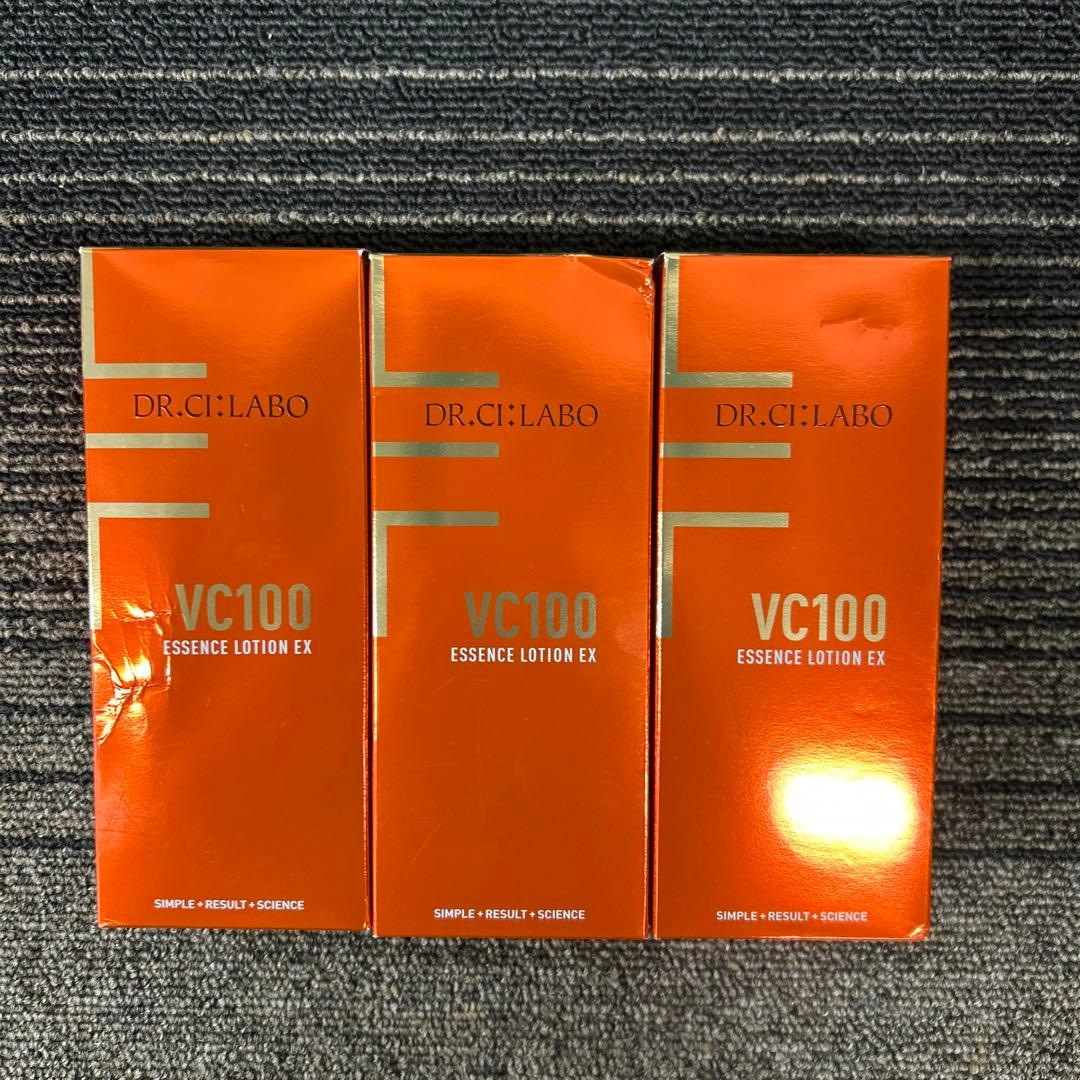 DR.CI:LABO
VC100
ESSENCE LOTION EX
SIMPLE+RESULT+SCIENCE
DR.CI:LABO
VC100
ESSENCE LOTION EX
SIMPLE+RESULT+SCIENCE
DR.CI:LABO
VC100
ESSENCE LOTION EX
SIMPLE+RESULT+SCIENCE